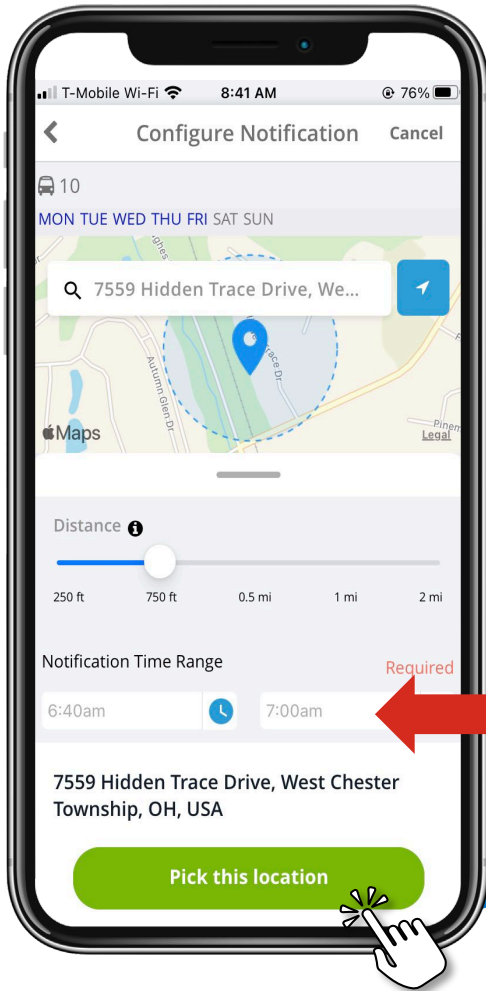 T-Mobile Wi-Fi 8:41 AM 76%
Configure Notification Cancel
10
MON TUE WED THU FRI SAT SUN
7559 Hidden Trace Drive, We...
Autumn Glen Dr
race Dr
Maps
Pinem
Legal
Distance
250 ft 750 ft 0.5 mi 1 mi 2 mi
Notification Time Range
Required
6:40am 7:00am
7559 Hidden Trace Drive, West Chester
Township, OH, USA
Pick this location